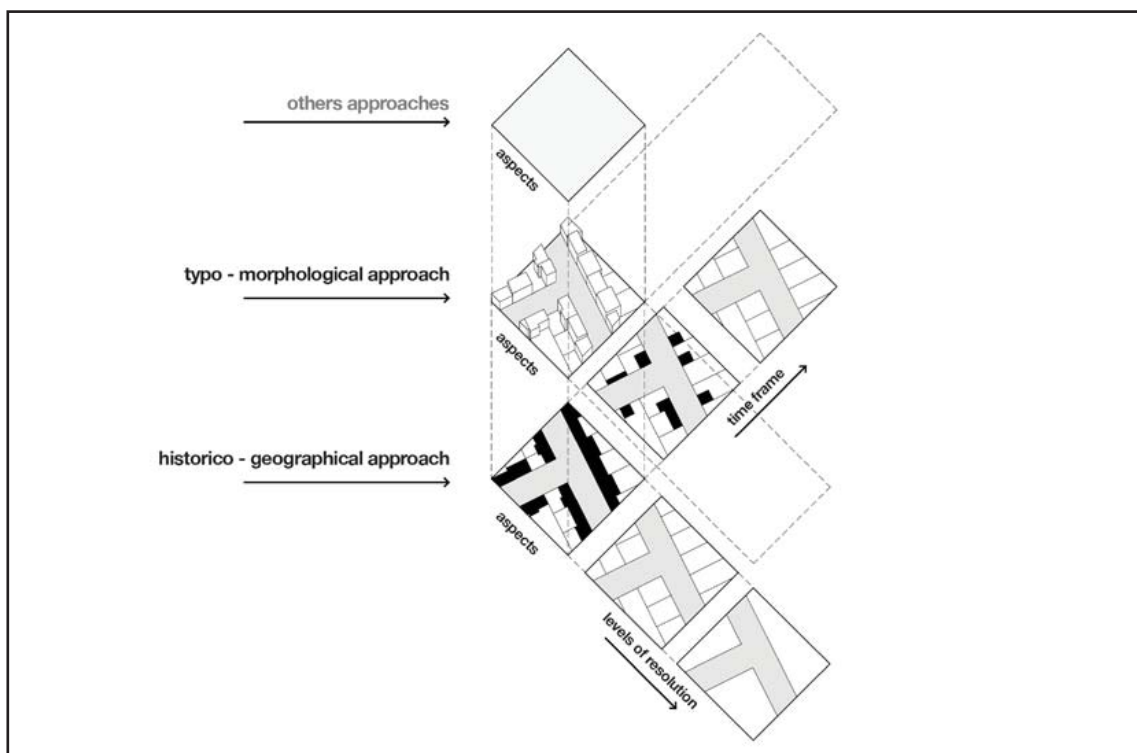 others approaches
aspects
typo - morphological approach
aspects
time frame
historico - geographical approach
aspects
levels of resolution